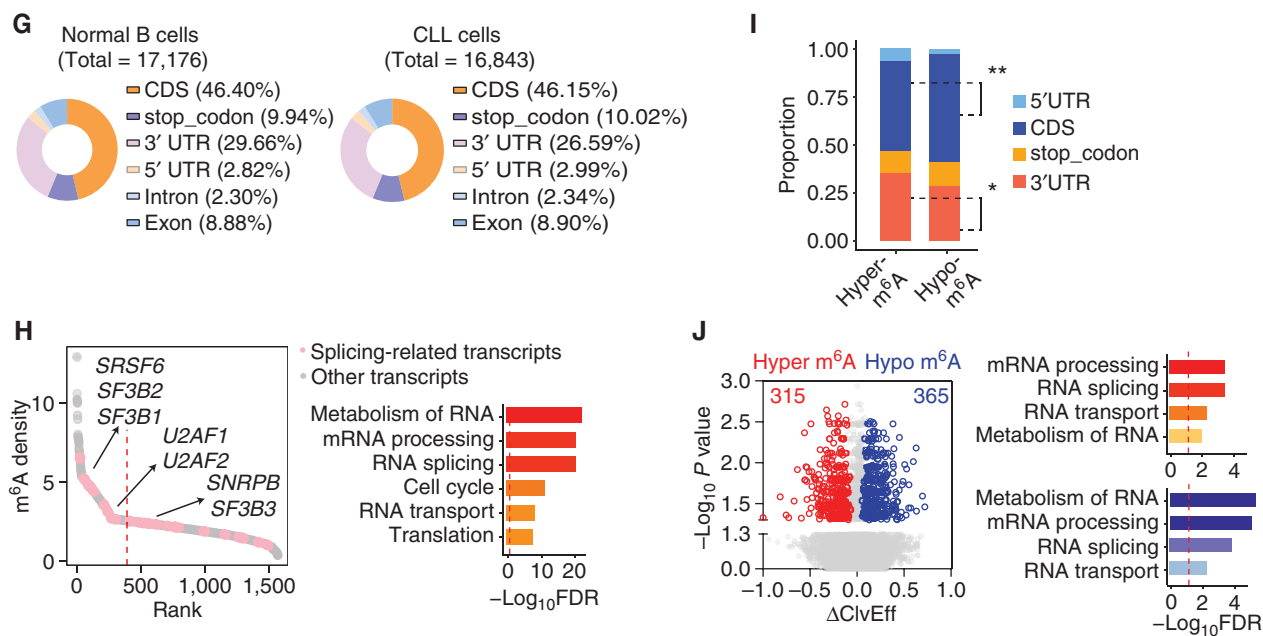 G
Normal B cells
(Total = 17,176)
CDS (46.40%)
stop_codon (9.94%)
3′ UTR (29.66%)
5′ UTR (2.82%)
Intron (2.30%)
Exon (8.88%)
CLL cells
(Total = 16,843)
CDS (46.15%)
stop_codon (10.02%)
3′ UTR (26.59%)
5′ UTR (2.99%)
Intron (2.34%)
Exon (8.90%)
I
Proportion
1.00
0.75
0.50
0.25
0.00
**
*
Hyper-
m⁶A
Hypo-
m⁶A
5′UTR
CDS
stop_codon
3′UTR
H
m⁶A density
10
5
0
SRSF6
SF3B2
SF3B1
U2AF1
U2AF2
SNRPB
SF3B3
0 500 1,000 1,500
Rank
Splicing-related transcripts
Other transcripts
Metabolism of RNA
mRNA processing
RNA splicing
Cell cycle
RNA transport
Translation
0 10 20
−Log₁₀FDR
J
Hyper m⁶A Hypo m⁶A
315 365
−Log₁₀ P value
3.0
2.0
1.5
1.3
0.0
−1.0 −0.5 0.0 0.5 1.0
ΔClvEff
mRNA processing
RNA splicing
RNA transport
Metabolism of RNA
0 2 4
Metabolism of RNA
mRNA processing
RNA splicing
RNA transport
0 2 4
−Log₁₀FDR